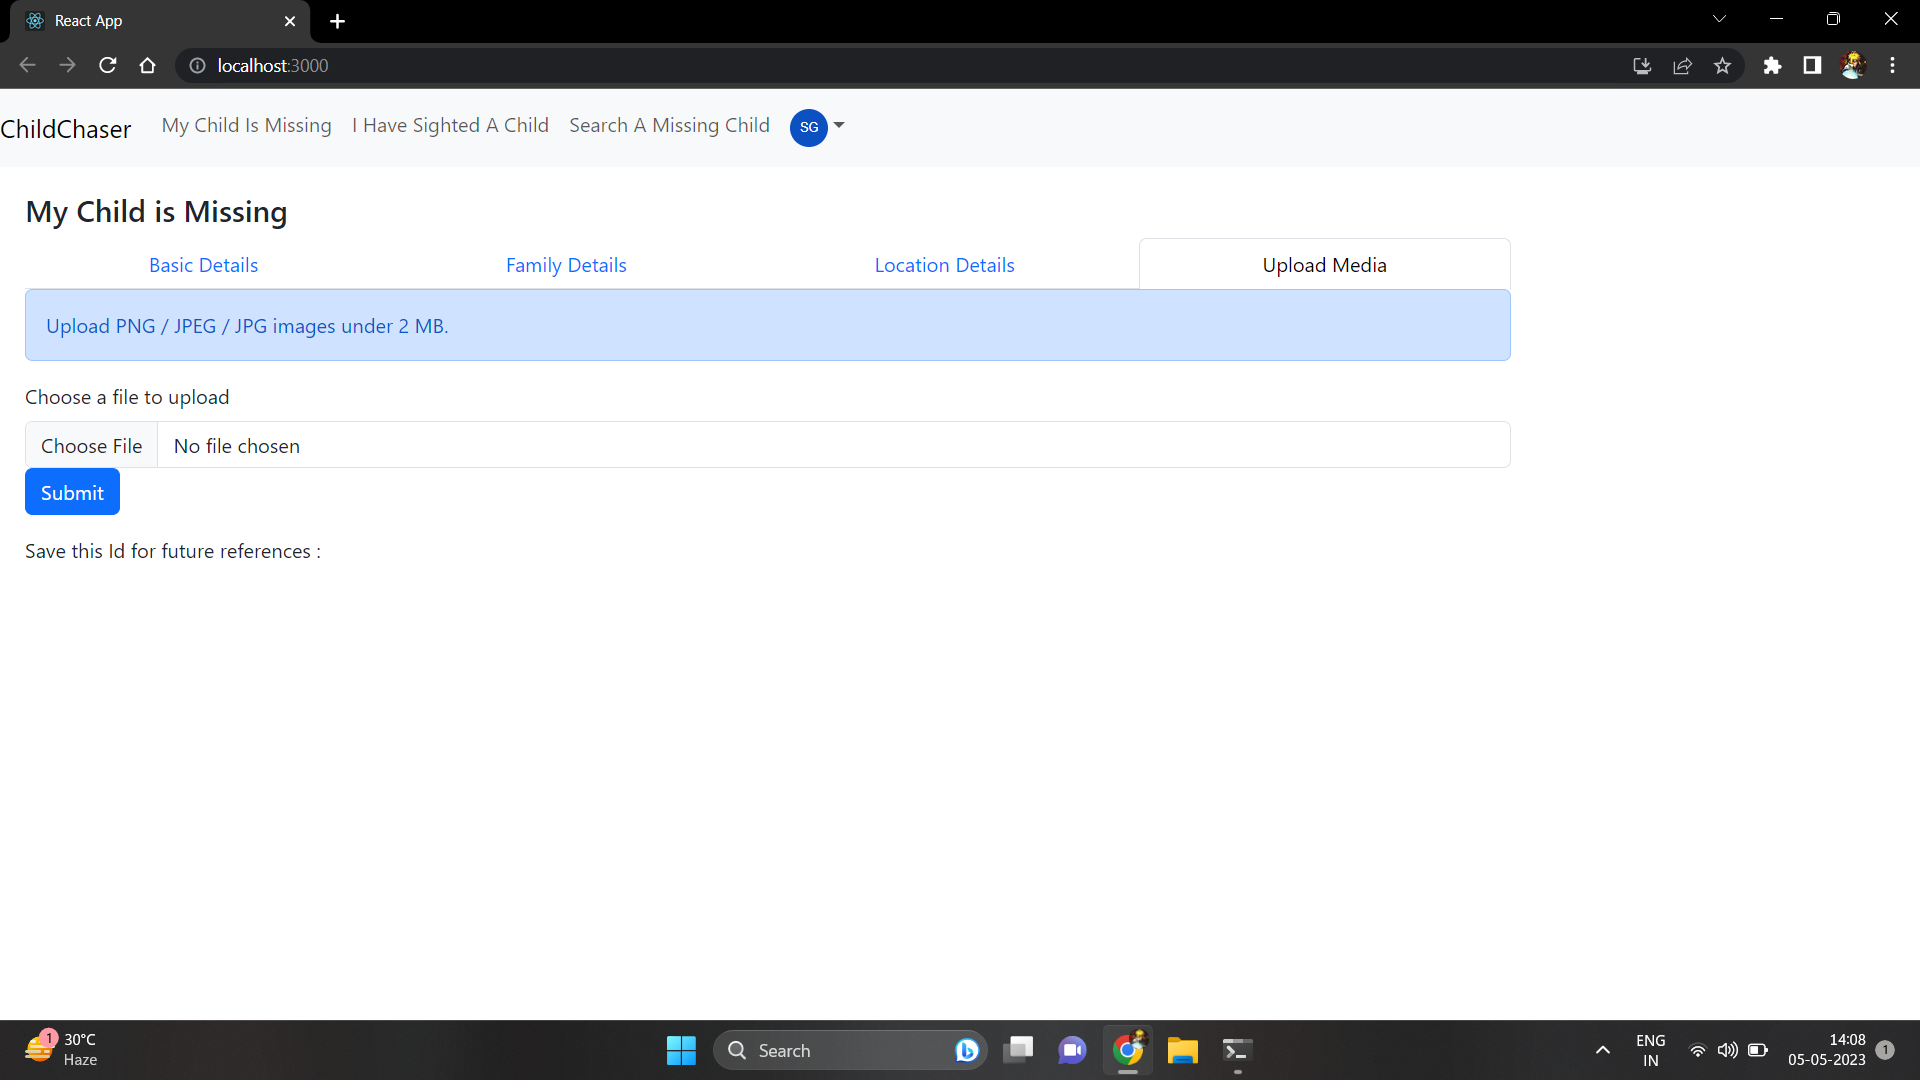 React App
localhost:3000
ChildChaser
My Child Is Missing
I Have Sighted A Child
Search A Missing Child
SG
My Child is Missing
Basic Details
Family Details
Location Details
Upload Media
Upload PNG / JPEG / JPG images under 2 MB.
Choose a file to upload
Choose File
No file chosen
Submit
Save this Id for future references :
1
30°C
Haze
Search
ENG
IN
14:08
05-05-2023
1